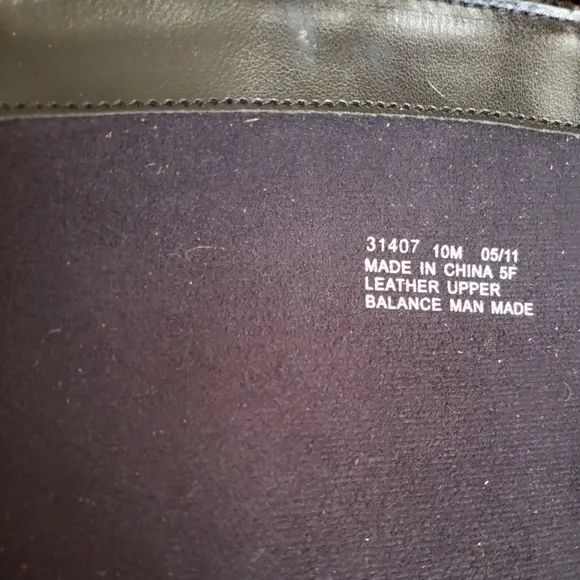 31407 10M 05/11
MADE IN CHINA 5F
LEATHER UPPER
BALANCE MAN MADE